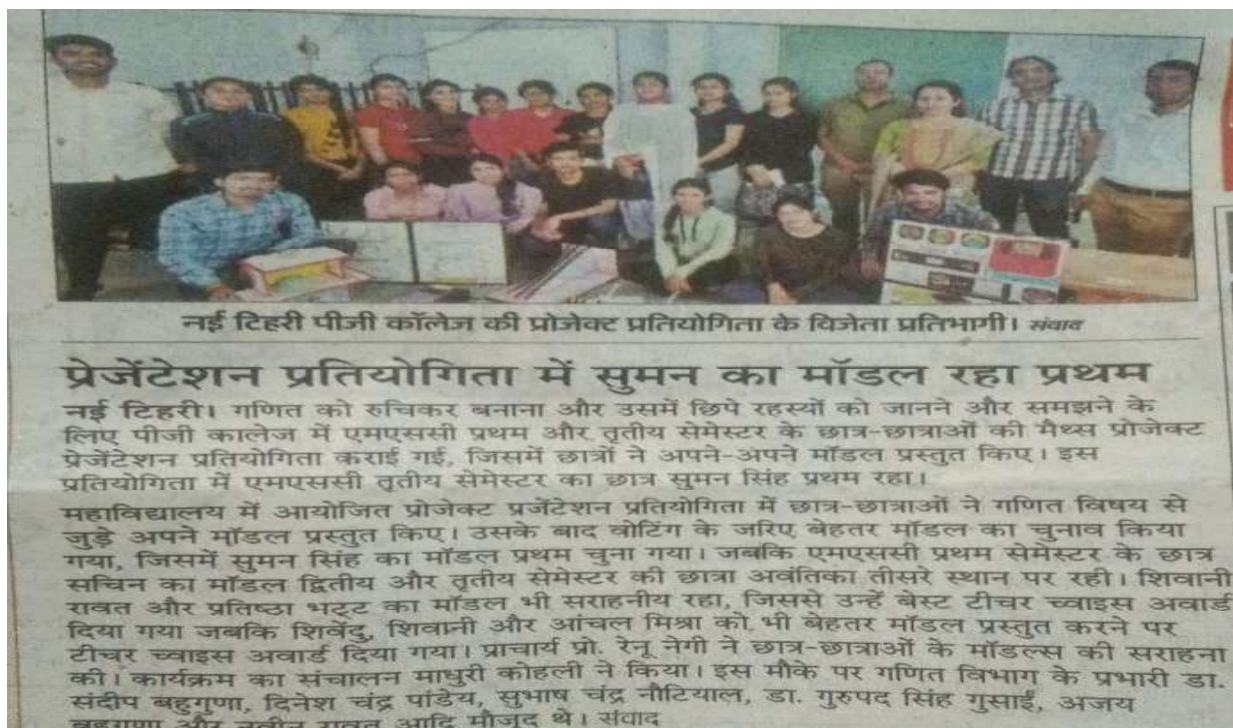 नई टिहरी पीजी कॉलेज की प्रोजेक्ट प्रतियोगिता के विजेता प्रतिभागी। संवाद
प्रेजेंटेशन प्रतियोगिता में सुमन का मॉडल रहा प्रथम
नई टिहरी। गणित को रुचिकर बनाना और उसमें छिपे रहस्यों को जानने और समझने के
लिए पीजी कालेज में एमएससी प्रथम और तृतीय सेमेस्टर के छात्र-छात्राओं की मैथ्स प्रोजेक्ट
प्रेजेंटेशन प्रतियोगिता कराई गई, जिसमें छात्रों ने अपने-अपने मॉडल प्रस्तुत किए। इस
प्रतियोगिता में एमएससी तृतीय सेमेस्टर का छात्र सुमन सिंह प्रथम रहा।
महाविद्यालय में आयोजित प्रोजेक्ट प्रजेंटेशन प्रतियोगिता में छात्र-छात्राओं ने गणित विषय से
जुड़े अपने मॉडल प्रस्तुत किए। उसके बाद वोटिंग के जरिए बेहतर मॉडल का चुनाव किया
गया, जिसमें सुमन सिंह का मॉडल प्रथम चुना गया। जबकि एमएससी प्रथम सेमेस्टर के छात्र
सचिन का मॉडल द्वितीय और तृतीय सेमेस्टर की छात्रा अवंतिका तीसरे स्थान पर रही। शिवानी
रावत और प्रतिष्ठा भट्ट का मॉडल भी सराहनीय रहा, जिससे उन्हें बेस्ट टीचर च्वाइस अवार्ड
दिया गया जबकि शिवेंदु, शिवानी और आंचल मिश्रा को भी बेहतर मॉडल प्रस्तुत करने पर
टीचर च्वाइस अवार्ड दिया गया। प्राचार्य प्रो. रेनू नेगी ने छात्र-छात्राओं के मॉडल्स की सराहना
की। कार्यक्रम का संचालन माधुरी कोहली ने किया। इस मौके पर गणित विभाग के प्रभारी डा.
संदीप बहुगुणा, दिनेश चंद्र पांडेय, सुभाष चंद्र नौटियाल, डा. गुरुपद सिंह गुसाईं, अजय
बहुगुणा और नवीन रावत आदि मौजूद थे। संवाद